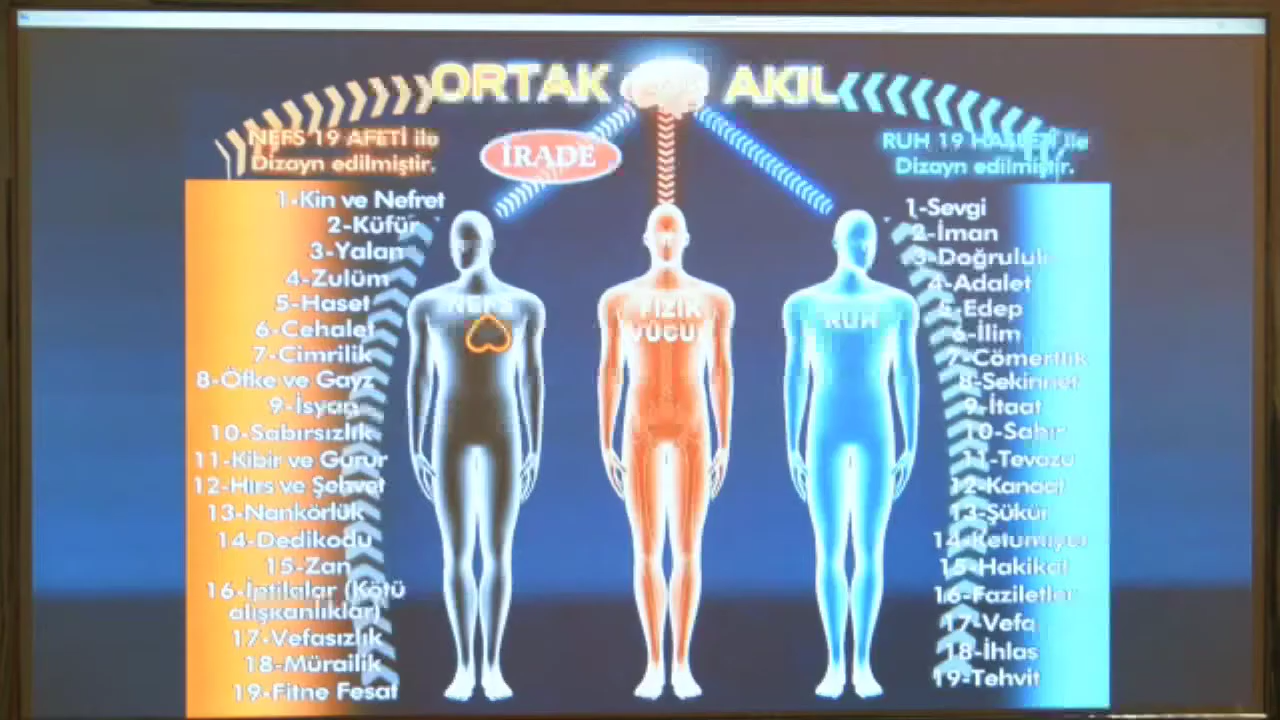 ORTAK AKIL
İRADE
NEFS 19 AFETİ ile
Dizayn edilmiştir.
1-Kin ve Nefret
2-Küfür
3-Yalan
4-Zulüm
5-Haset
6-Cehalet
7-Cimrilik
8-Öfke ve Gayz
9-İsyan
10-Sabırsızlık
11-Kibir ve Gurur
12-Hırs ve Şehvet
13-Nankörlük
14-Dedikodu
15-Zan
16-İptilalar (Kötü
alışkanlıklar)
17-Vefasızlık
18-Mürailik
19-Fitne Fesat
NEFS
FİZİK
VÜCUT
RUH
RUH 19 HASLETİ ile
Dizayn edilmiştir.
1-Sevgi
2-İman
3-Doğruluk
4-Adalet
5-Edep
6-İlim
7-Cömertlik
8-Sekinnet
9-İtaat
10-Sabır
11-Tevazu
12-Kanaat
13-Şükür
14-Ketumiyet
15-Hakikat
16-Faziletler
17-Vefa
18-İhlas
19-Tehvit